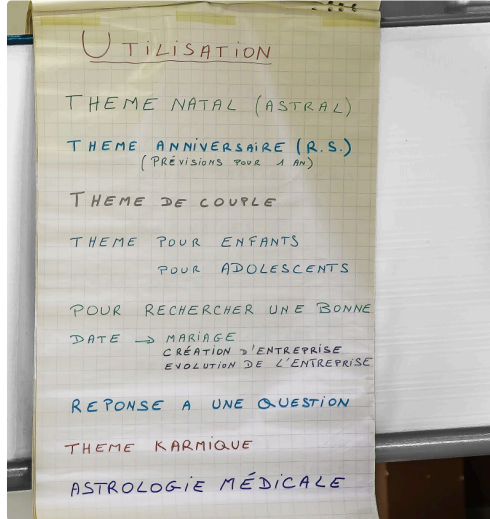 UTILISATION
THEME NATAL (ASTRAL)
THEME ANNIVERSAIRE (R.S.)
(PRÉVISIONS POUR 1 AN)
THEME DE COUPLE
THEME POUR ENFANTS
POUR ADOLESCENTS
POUR RECHERCHER UNE BONNE
DATE → MARIAGE
CRÉATION D'ENTREPRISE
EVOLUTION DE L'ENTREPRISE
REPONSE A UNE QUESTION
THEME KARMIQUE
ASTROLOGIE MÉDICALE